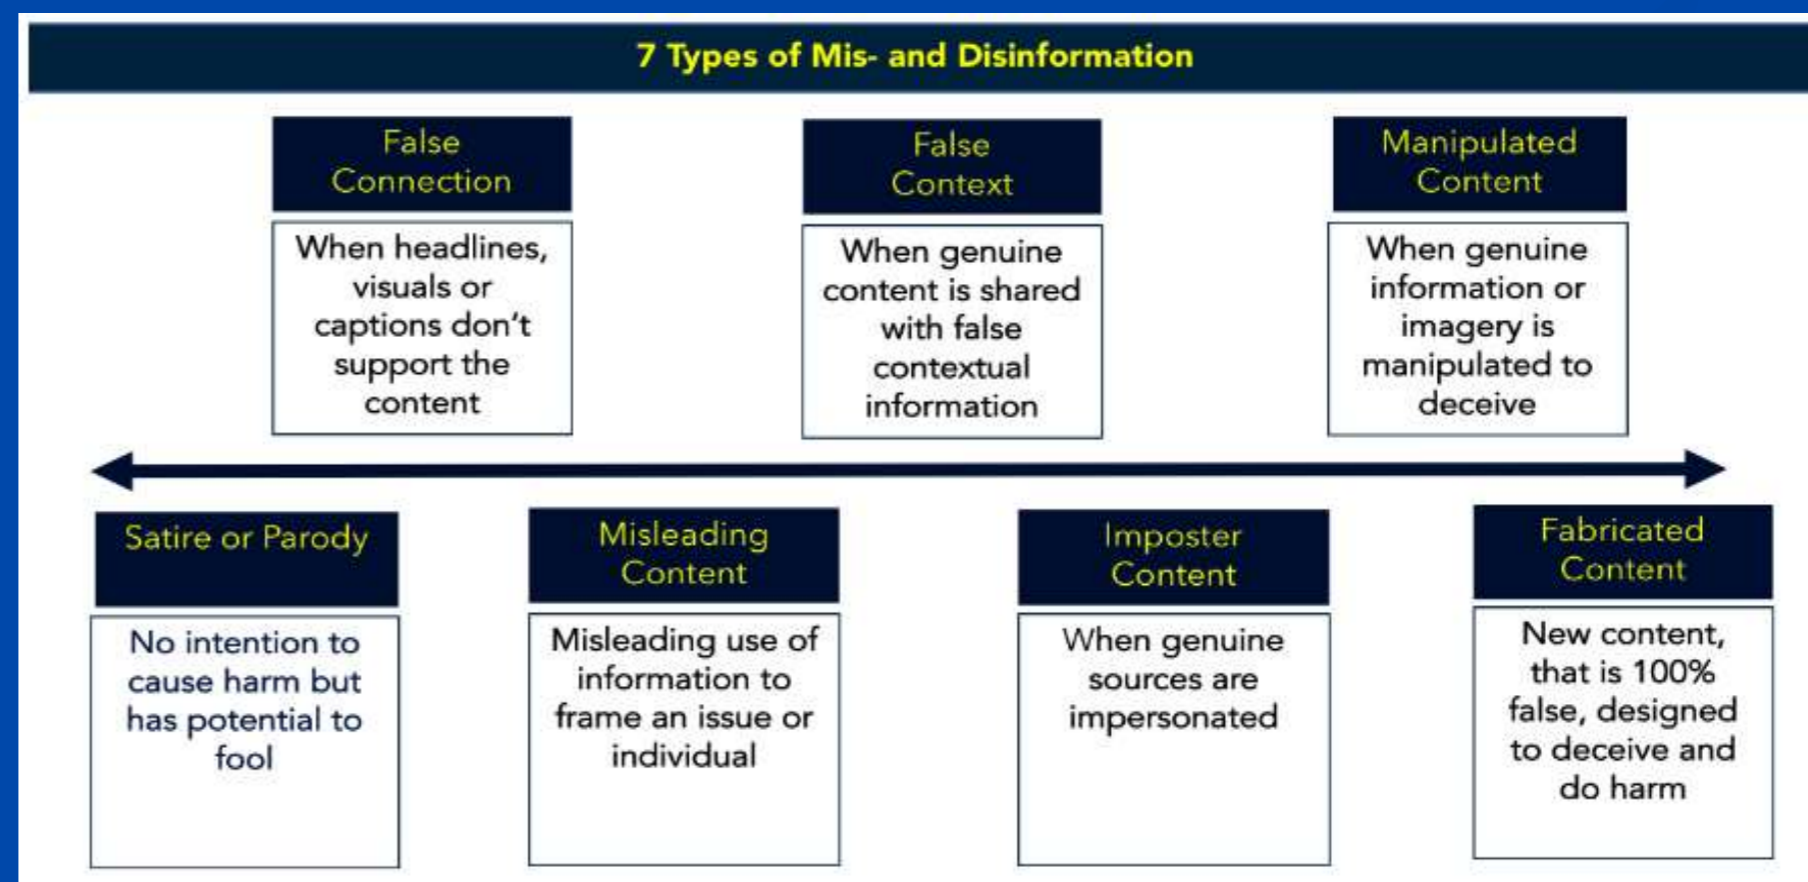 7 Types of Mis- and Disinformation
False
Connection
When headlines,
visuals or
captions don't
support the
content
False
Context
When genuine
content is shared
with false
contextual
information
Manipulated
Content
When genuine
information or
imagery is
manipulated to
deceive
Satire or Parody
No intention to
cause harm but
has potential to
fool
Misleading
Content
Misleading use of
information to
frame an issue or
individual
Imposter
Content
When genuine
sources are
impersonated
Fabricated
Content
New content,
that is 100%
false, designed
to deceive and
do harm